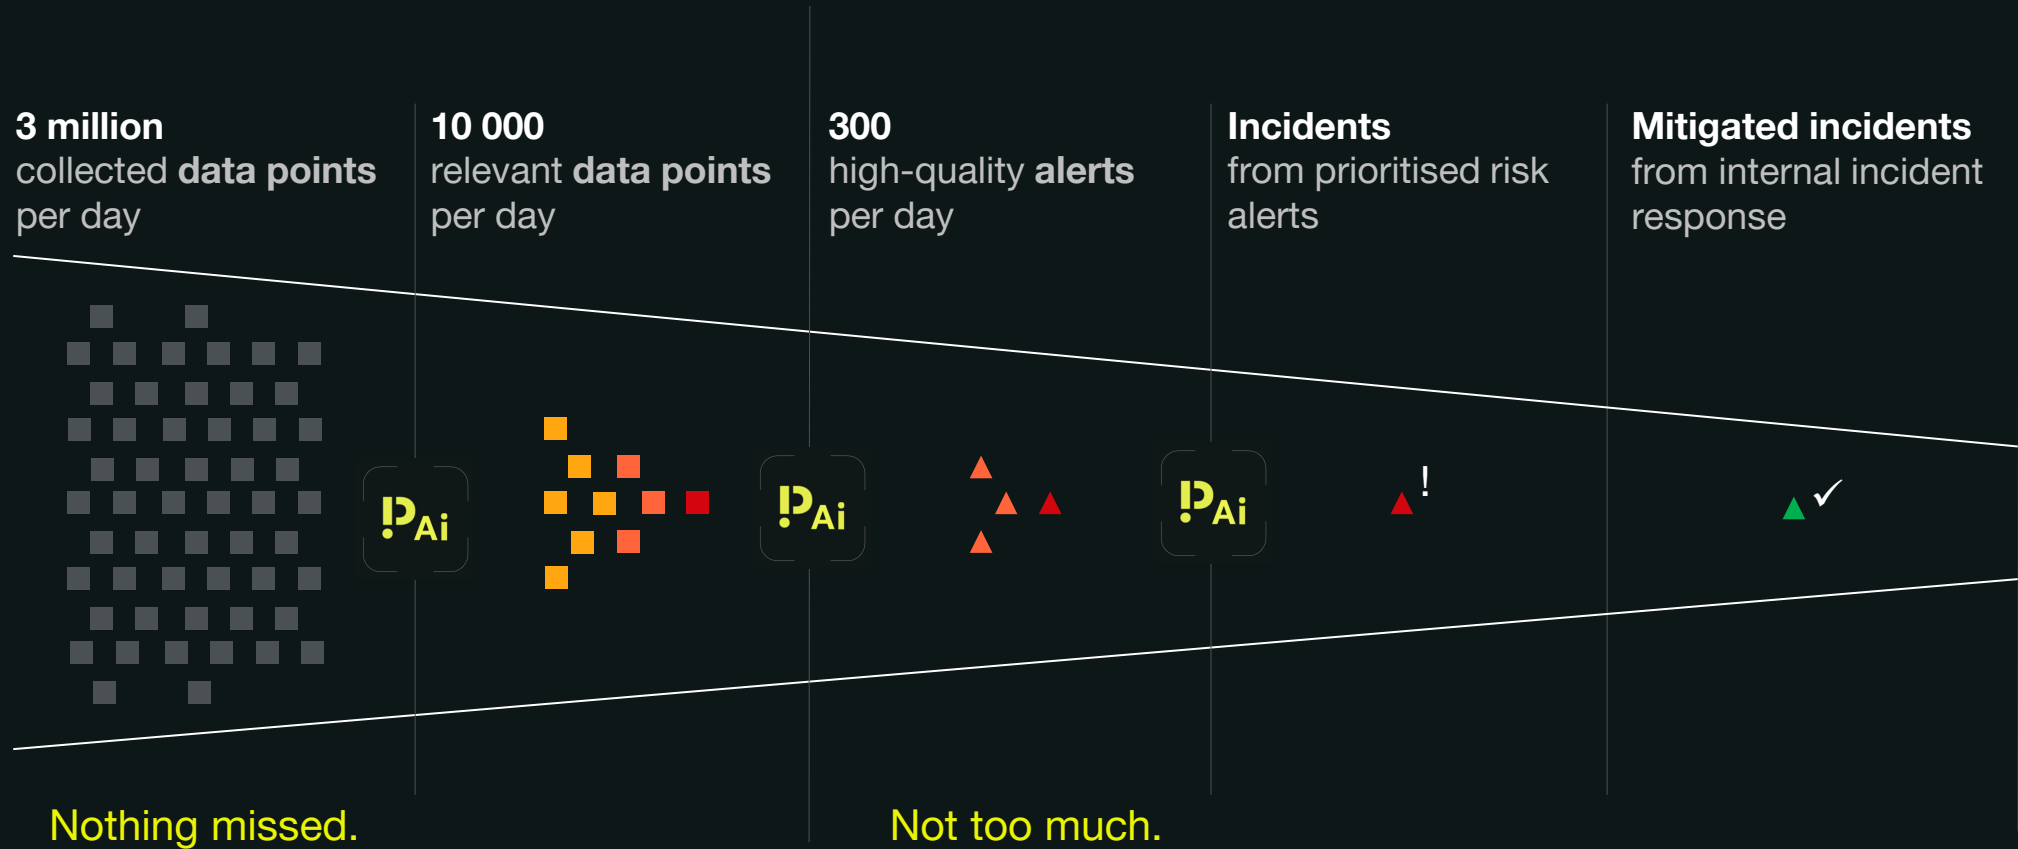 3 million
collected data points
per day
10 000
relevant data points
per day
300
high-quality alerts
per day
Incidents
from prioritised risk
alerts
Mitigated incidents
from internal incident
response
PAi
PAi
PAi
!
Nothing missed.
Not too much.